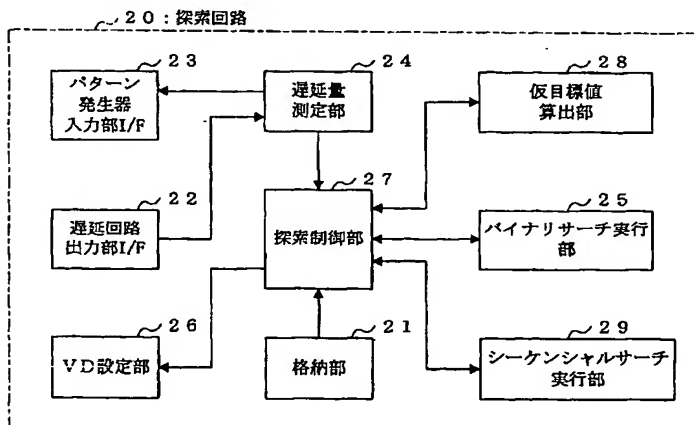 20:探索回路
23
パターン
発生器
入力部I/F
24
遅延量
測定部
28
仮目標値
算出部
22
遅延回路
出力部I/F
27
探索制御部
25
バイナリサーチ実行
部
26
VD設定部
21
格納部
29
シーケンシャルサーチ
実行部